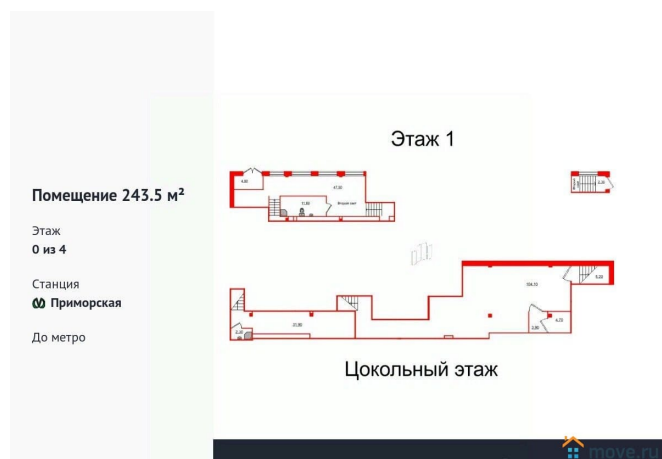 Этаж 1
Помещение 243.5 м²
Этаж
0 из 4
Станция
Приморская
До метро
Цокольный этаж
move.ru